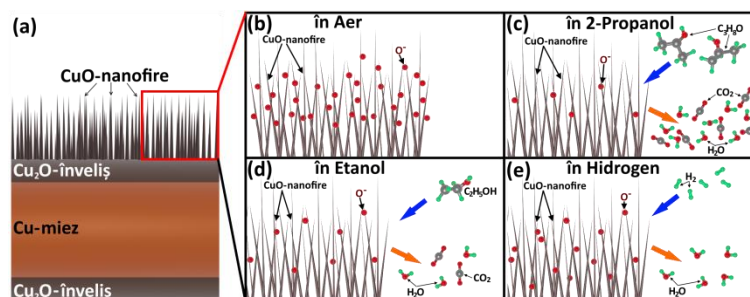 (a)
CuO-nanofire
Cu₂O-înveliș
Cu-miez
Cu₂O-înveliș
(b) în Aer
CuO-nanofire
O⁻
(c) în 2-Propanol
CuO-nanofire
O⁻
C₃H₈O
CO₂
H₂O
(d) în Etanol
CuO-nanofire
O⁻
C₂H₅OH
CO₂
H₂O
(e) în Hidrogen
CuO-nanofire
O⁻
H₂
H₂O